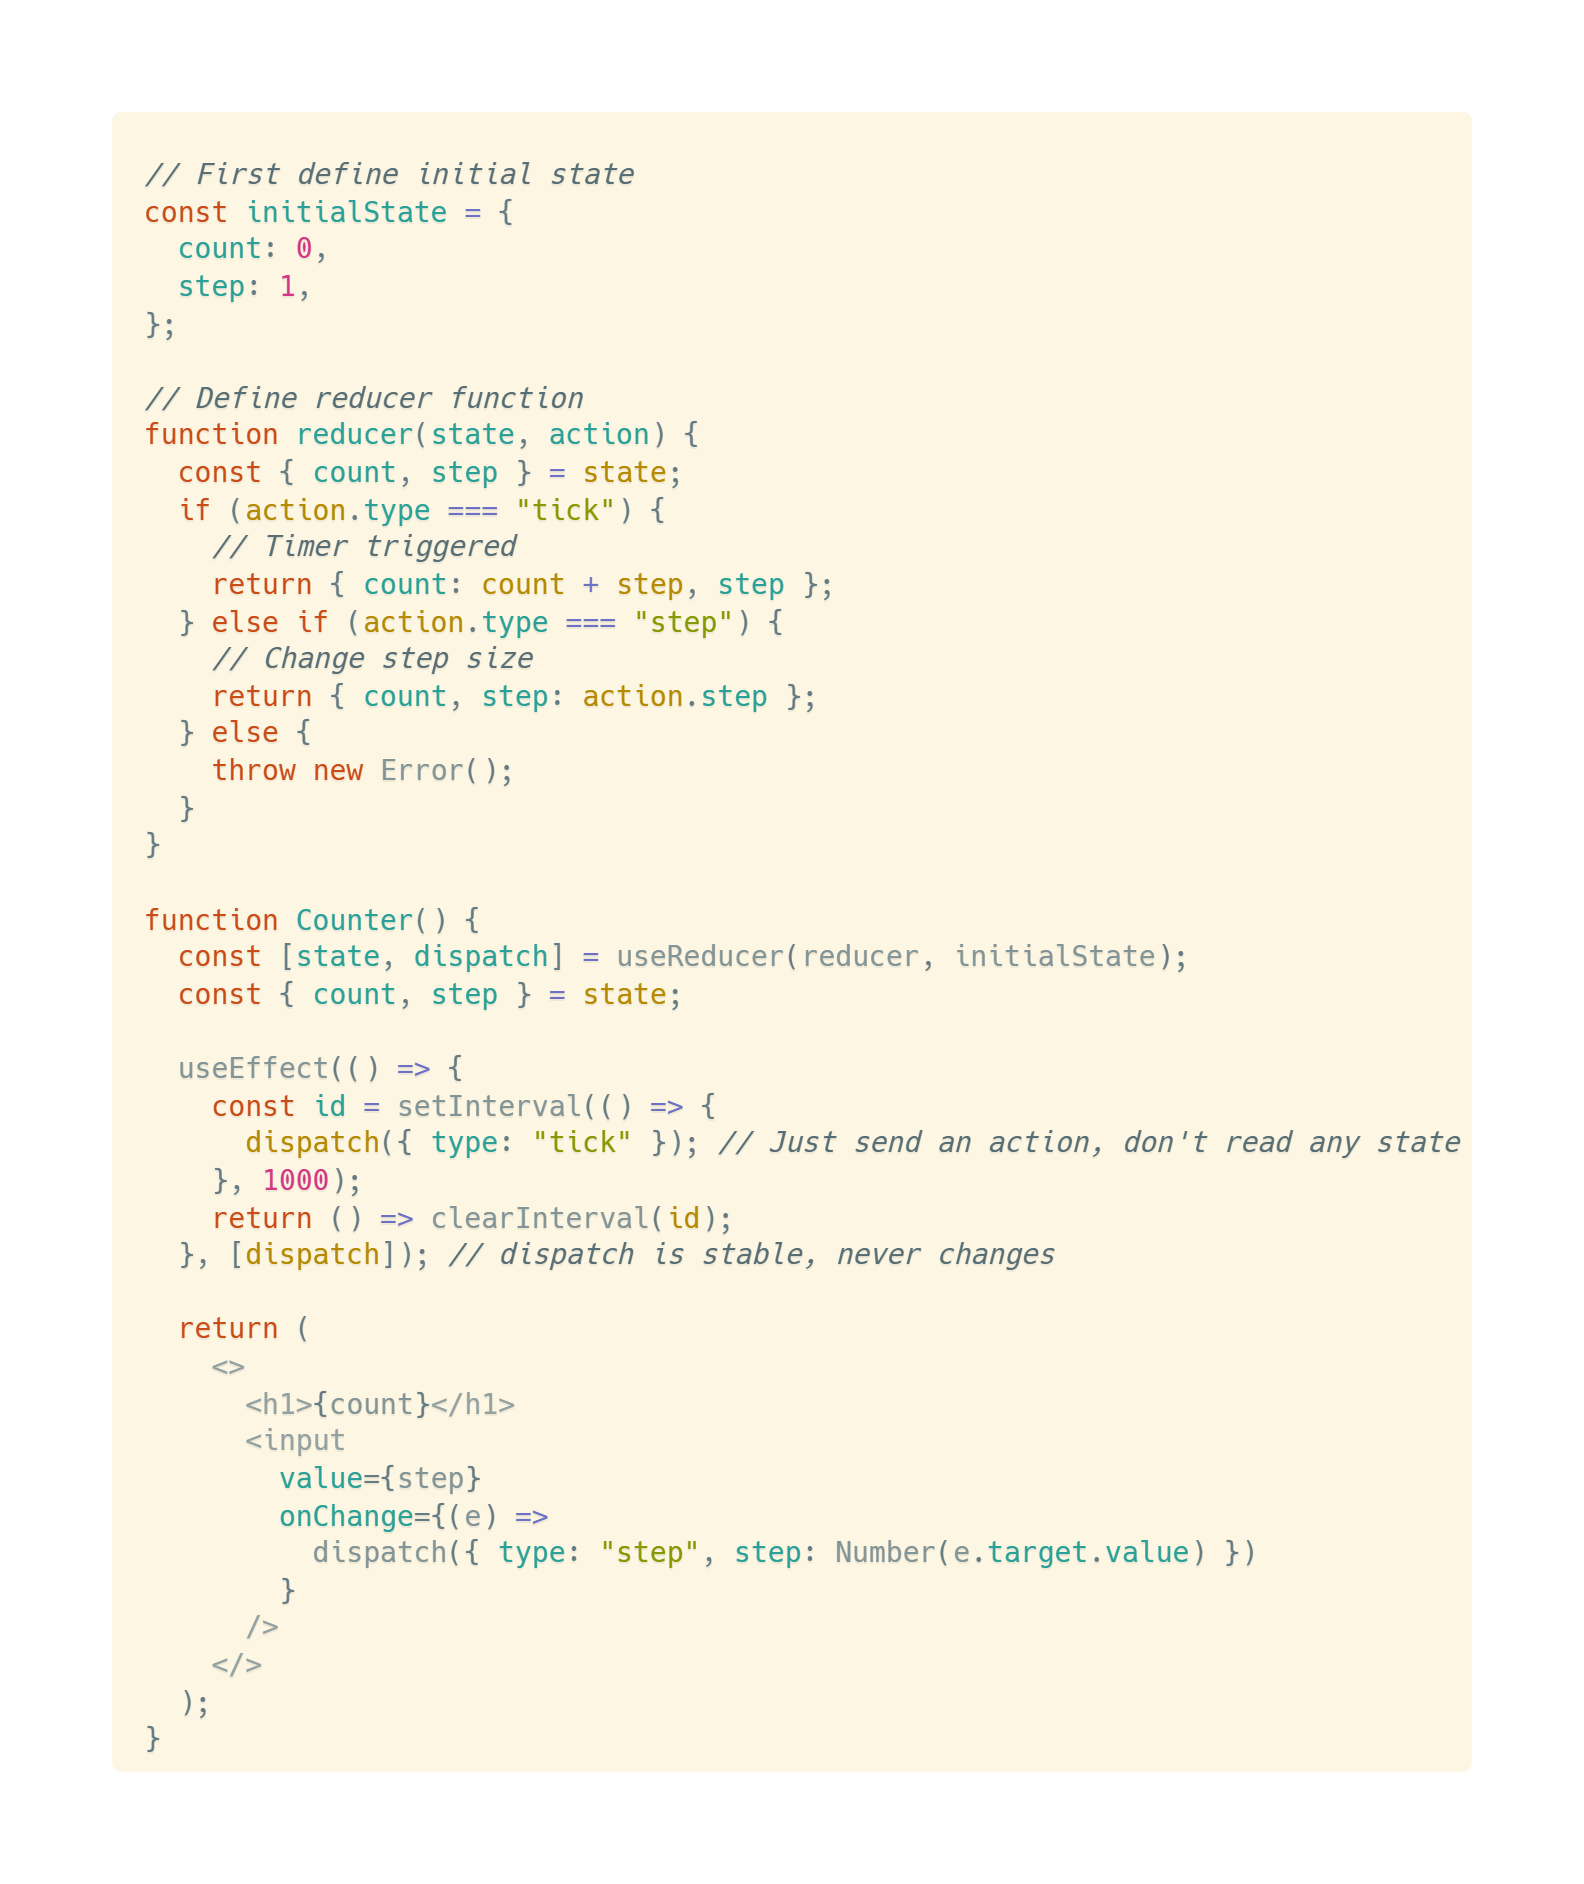 // First define initial state
const initialState = {
  count: 0,
  step: 1,
};

// Define reducer function
function reducer(state, action) {
  const { count, step } = state;
  if (action.type === "tick") {
    // Timer triggered
    return { count: count + step, step };
  } else if (action.type === "step") {
    // Change step size
    return { count, step: action.step };
  } else {
    throw new Error();
  }
}

function Counter() {
  const [state, dispatch] = useReducer(reducer, initialState);
  const { count, step } = state;

  useEffect(() => {
    const id = setInterval(() => {
      dispatch({ type: "tick" }); // Just send an action, don't read any state
    }, 1000);
    return () => clearInterval(id);
  }, [dispatch]); // dispatch is stable, never changes

  return (
    <>
      <h1>{count}</h1>
      <input
        value={step}
        onChange={(e) =>
          dispatch({ type: "step", step: Number(e.target.value) })
        }
      />
    </>
  );
}